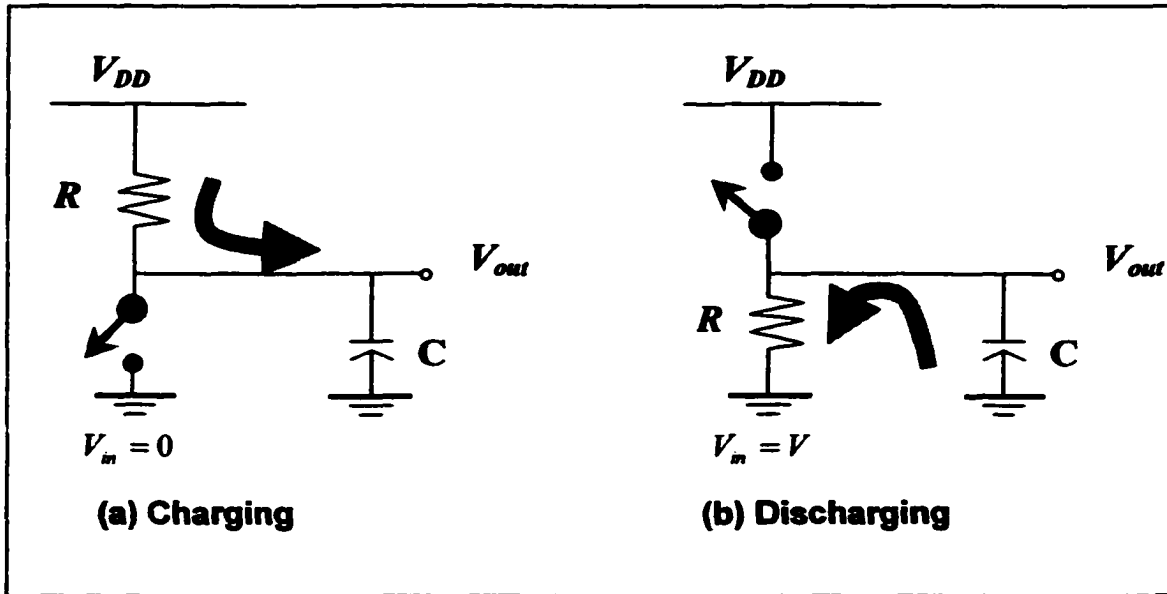 V_DD
R
V_out
C
V_in = 0
(a) Charging
V_DD
R
V_out
C
V_in = V
(b) Discharging